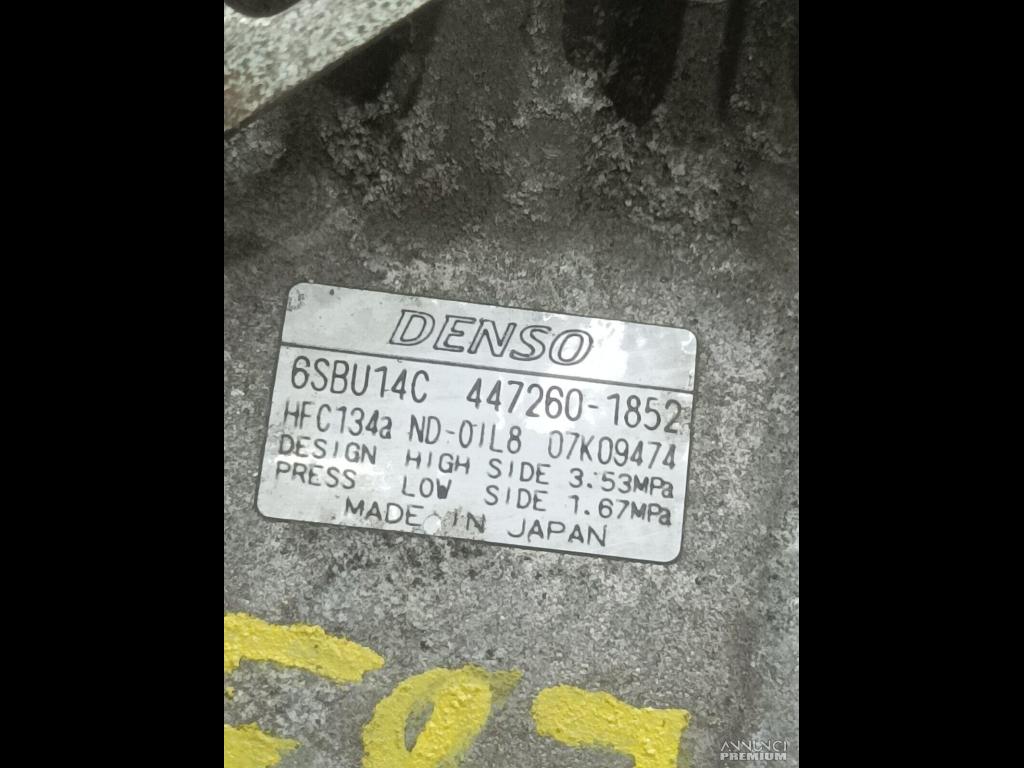 DENSO
6SBU14C 447260-1852
HFC134a ND-OIL8 07K09474
DESIGN HIGH SIDE 3.53MPa
PRESS LOW SIDE 1.67MPa
MADE IN JAPAN
ANNUNCI
PREMIUM